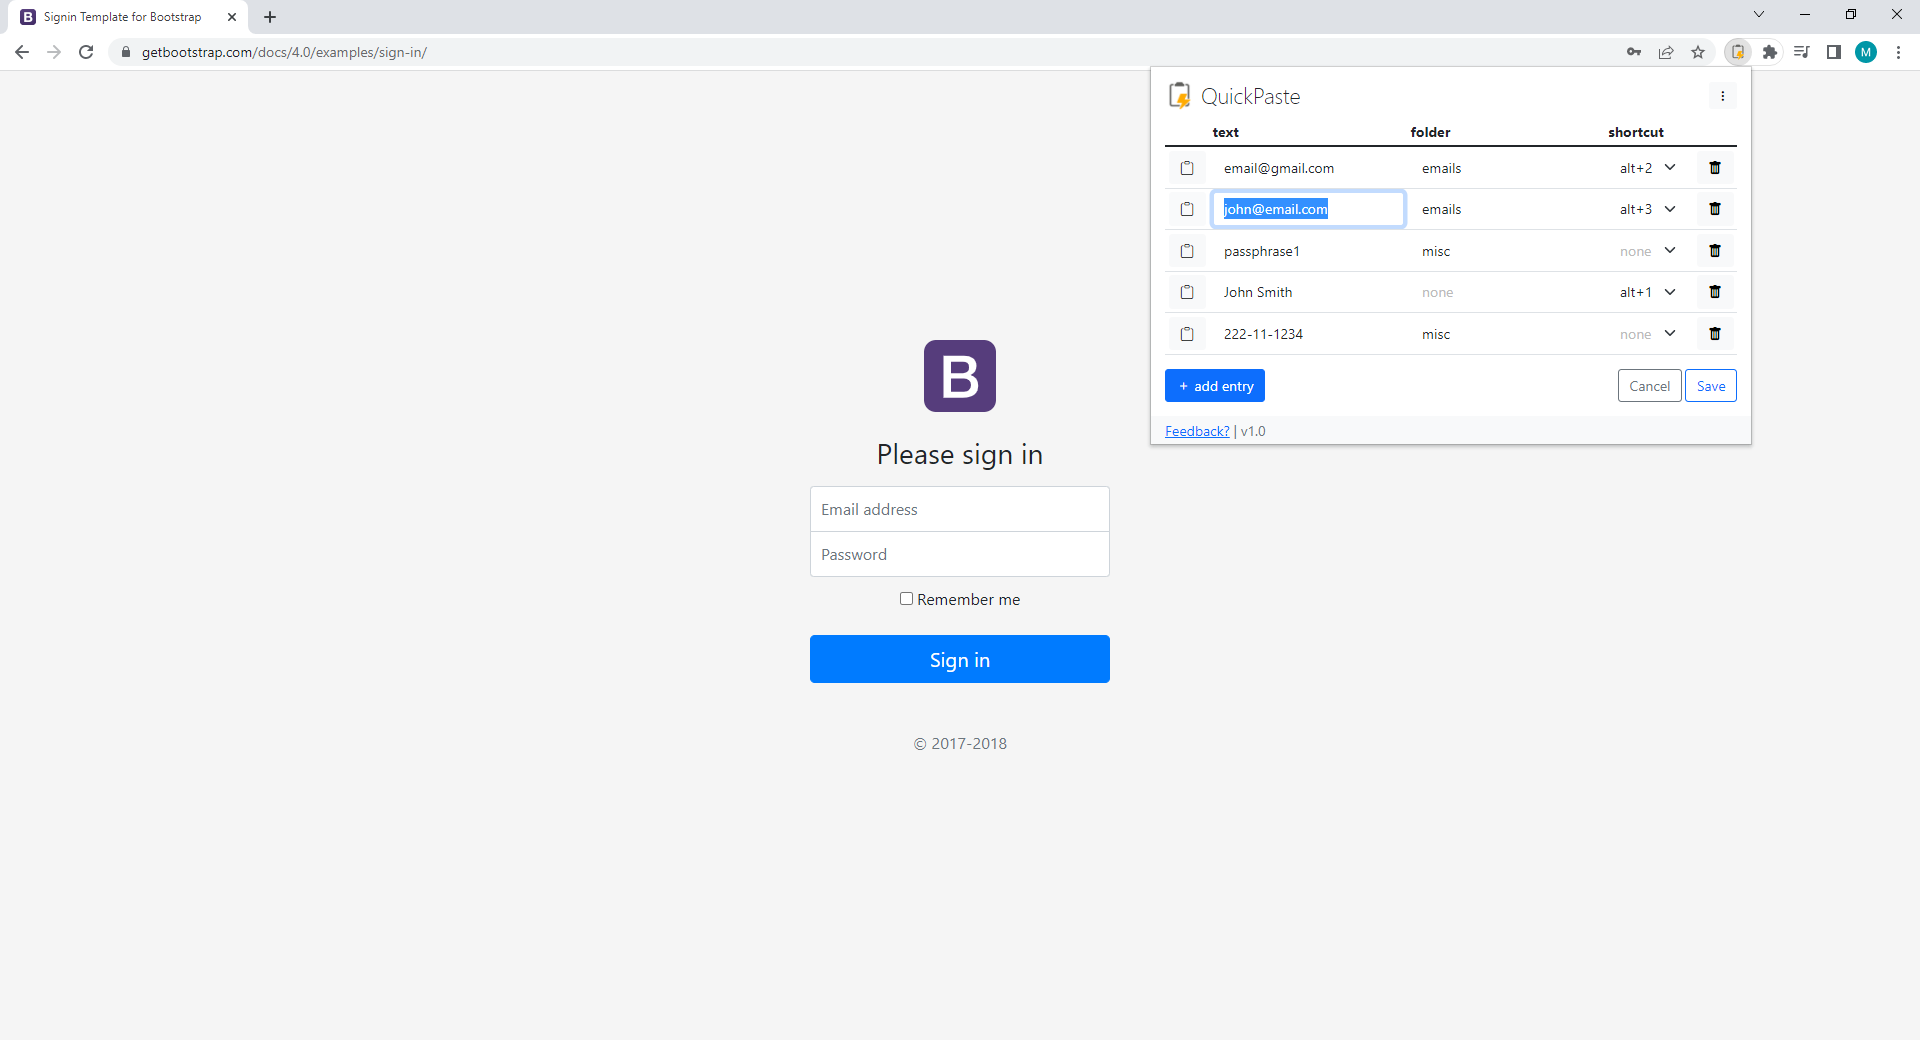 B Signin Template for Bootstrap
getbootstrap.com/docs/4.0/examples/sign-in/
M
QuickPaste
text folder shortcut
email@gmail.com emails alt+2
john@email.com emails alt+3
passphrase1 misc none
John Smith none alt+1
222-11-1234 misc none
+ add entry Cancel Save
Feedback? | v1.0
B
Please sign in
Email address
Password
Remember me
Sign in
© 2017-2018